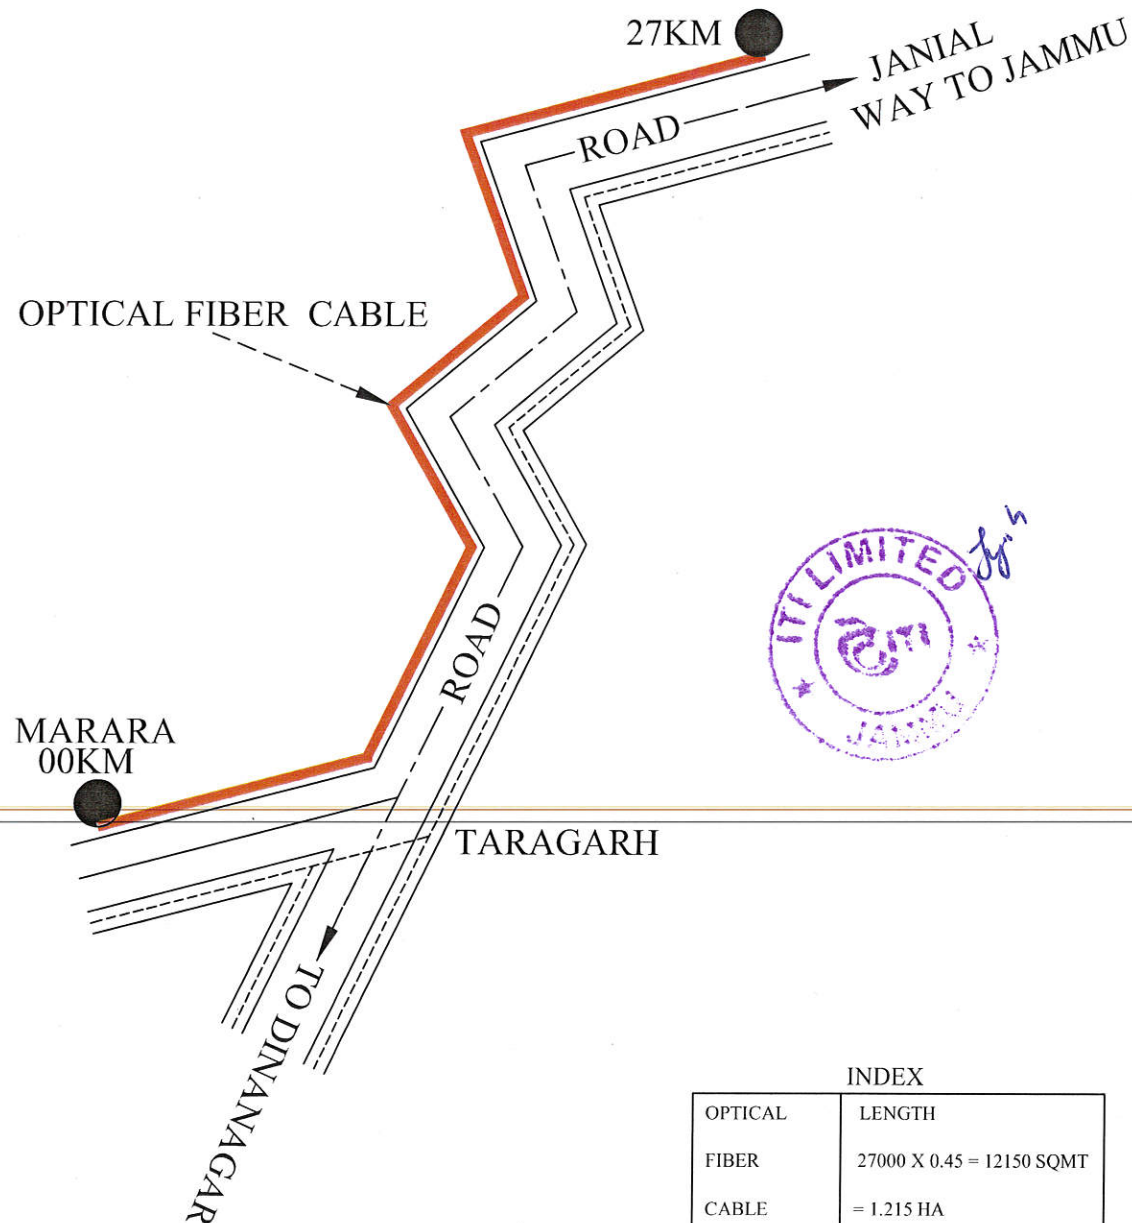 27KM
JANIAL
WAY TO JAMMU
ROAD
OPTICAL FIBER CABLE
ITI LIMITED
ITI
JAMMU
ROAD
MARARA
00KM
TARAGARH
TO DINANAGAR
INDEX
OPTICAL LENGTH
FIBER 27000 X 0.45 = 12150 SQMT
CABLE = 1.215 HA